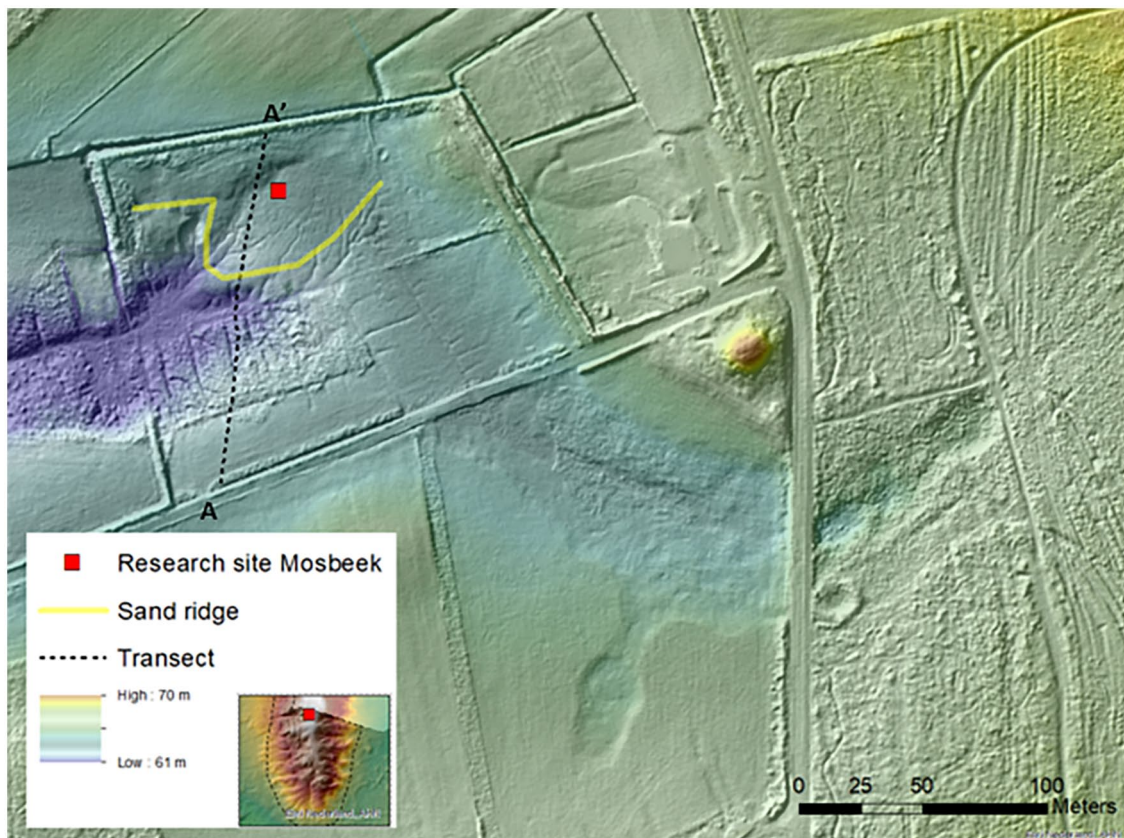 A'
A
Research site Mosbeek
Sand ridge
Transect
High : 70 m
Low : 61 m
0 25 50 100
Meters